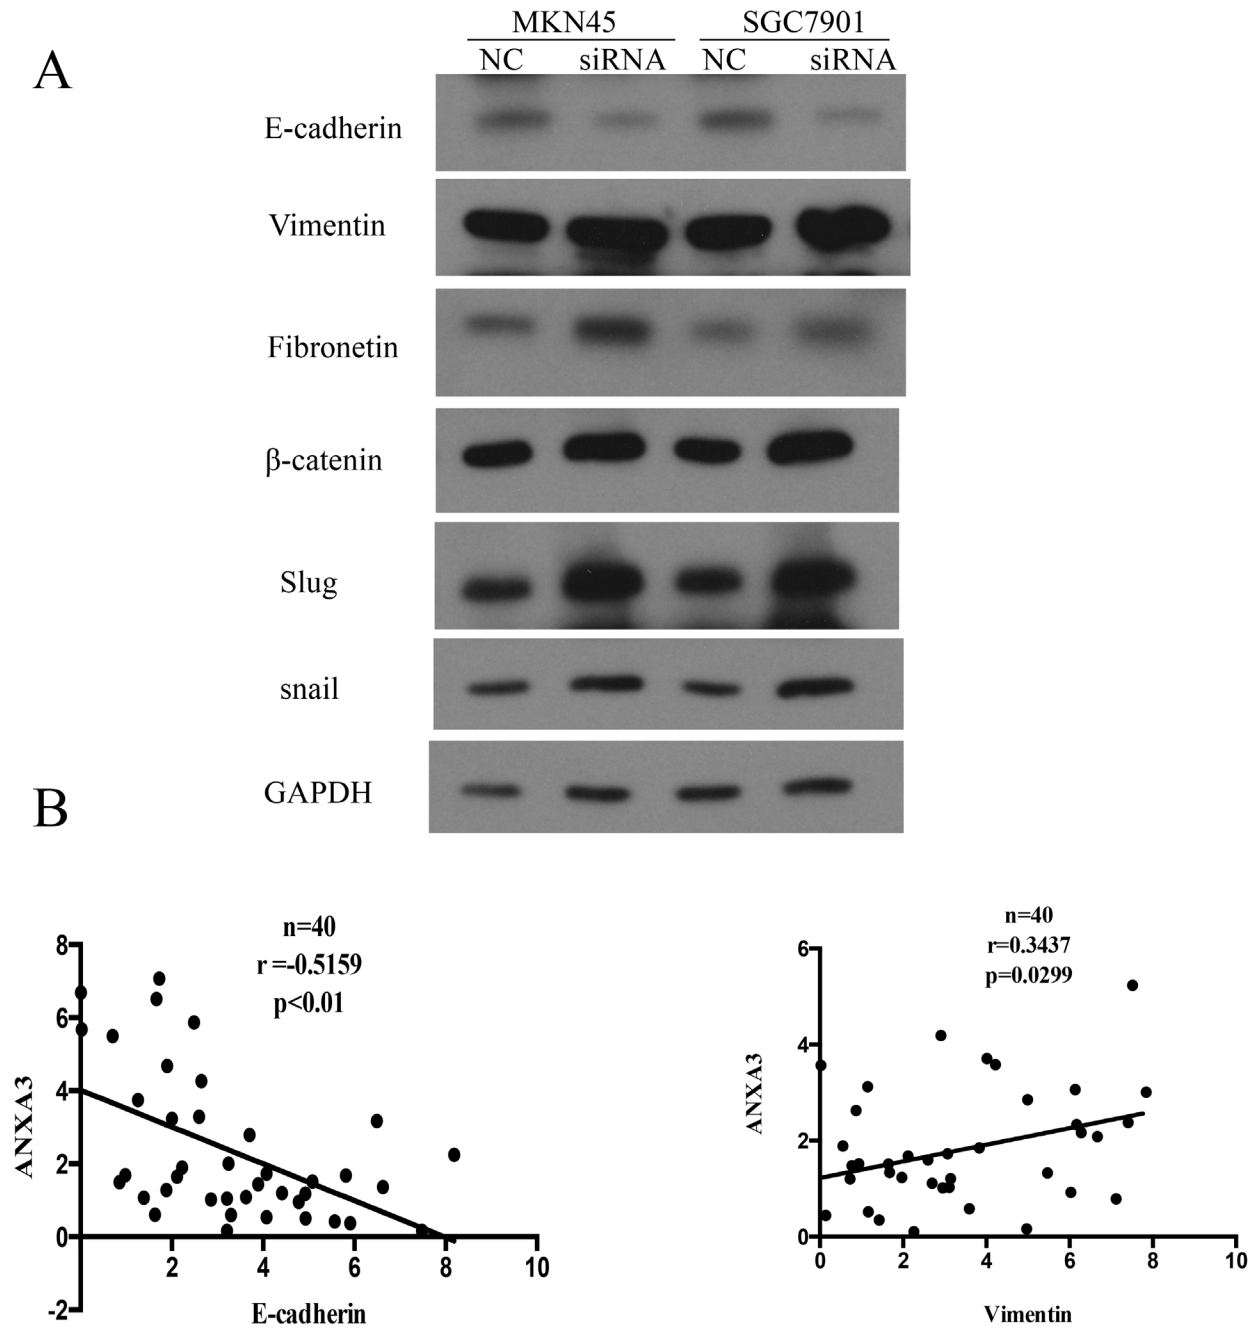 A
MKN45 SGC7901
NC siRNA NC siRNA
E-cadherin
Vimentin
Fibronetin
β-catenin
Slug
snail
GAPDH
B
n=40
r =-0.5159
p<0.01
8
6
4
2
0
-2
ANXA3
2 4 6 8 10
E-cadherin
n=40
r=0.3437
p=0.0299
6
4
2
0
ANXA3
0 2 4 6 8 10
Vimentin